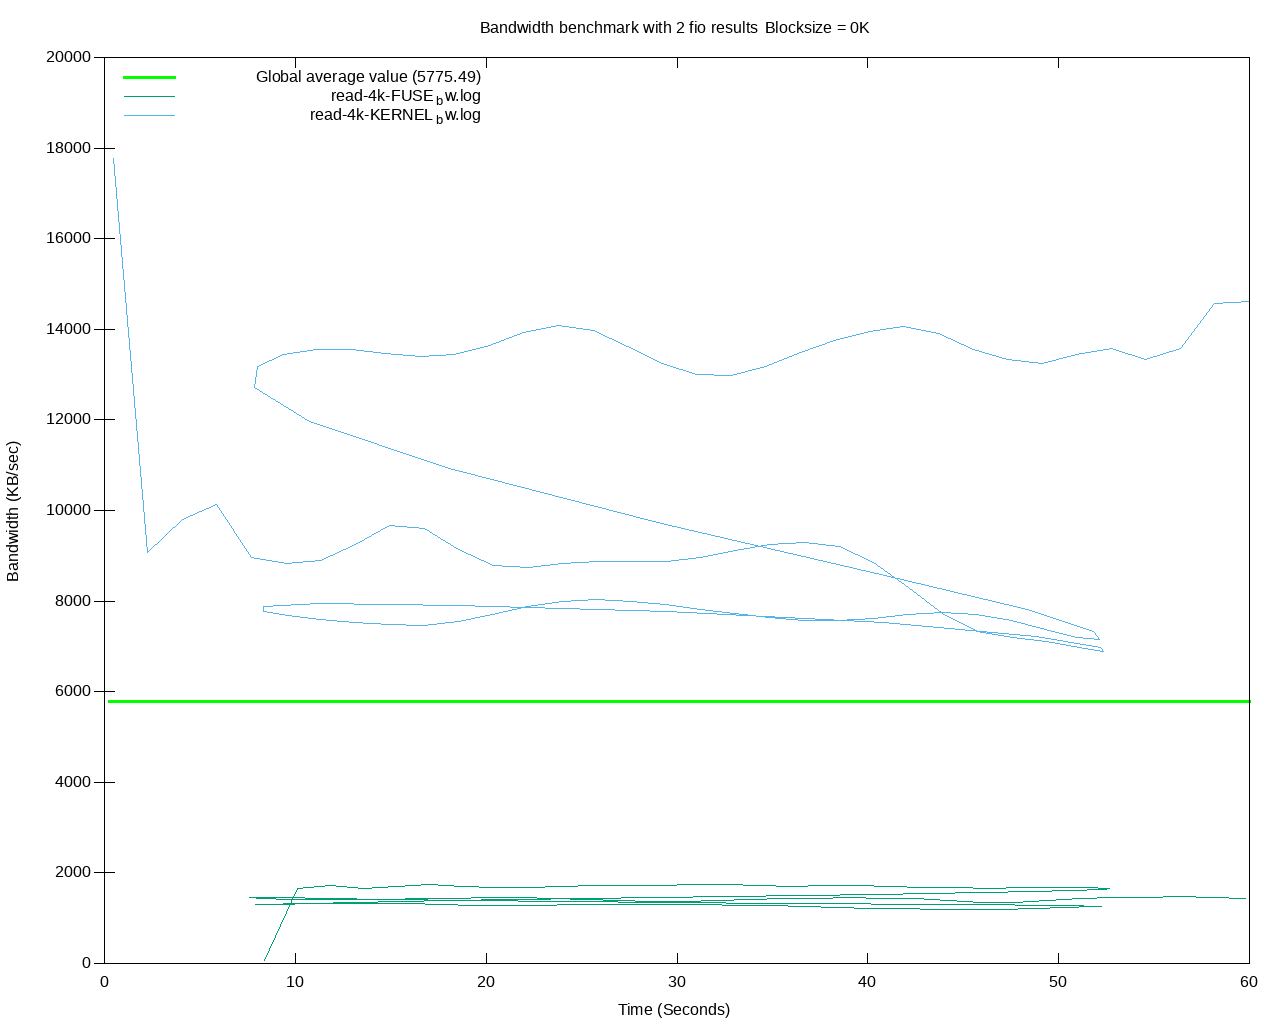 Bandwidth benchmark with 2 fio results Blocksize = 0K
20000
18000
16000
14000
12000
10000
8000
6000
4000
2000
0
Bandwidth (KB/sec)
Global average value (5775.49)
read-4k-FUSE_bw.log
read-4k-KERNEL_bw.log
0 10 20 30 40 50 60
Time (Seconds)